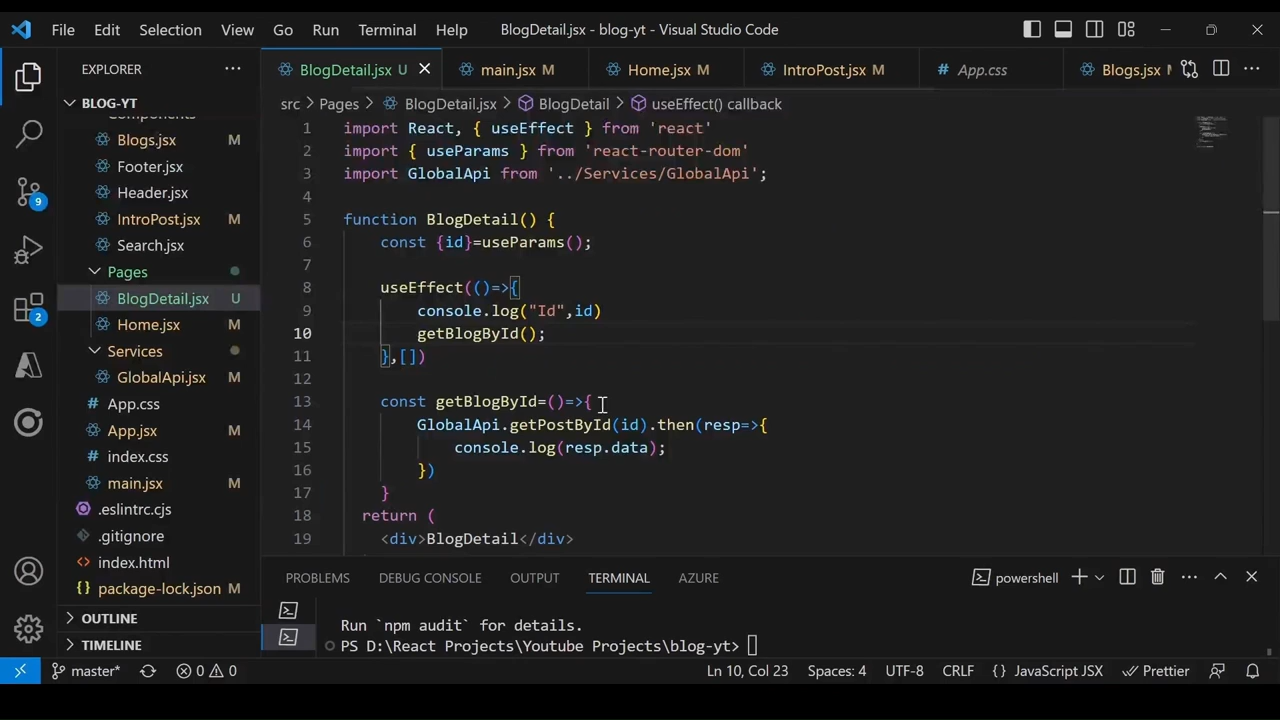 File Edit Selection View Go Run Terminal Help BlogDetail.jsx - blog-yt - Visual Studio Code
EXPLORER
BLOG-YT
Components
Blogs.jsx M
Footer.jsx
Header.jsx
IntroPost.jsx M
Search.jsx
Pages
BlogDetail.jsx U
Home.jsx M
Services
GlobalApi.jsx M
App.css
App.jsx M
index.css
main.jsx M
.eslintrc.cjs
.gitignore
index.html
package-lock.json M
OUTLINE
TIMELINE
9
2
BlogDetail.jsx U main.jsx M Home.jsx M IntroPost.jsx M App.css Blogs.jsx M
src > Pages > BlogDetail.jsx > BlogDetail > useEffect() callback
1 import React, { useEffect } from 'react'
2 import { useParams } from 'react-router-dom'
3 import GlobalApi from '../Services/GlobalApi';
4
5 function BlogDetail() {
6 const {id}=useParams();
7
8 useEffect(()=>{
9 console.log("Id",id)
10 getBlogById();
11 },[])
12
13 const getBlogById=()=>{
14 GlobalApi.getPostById(id).then(resp=>{
15 console.log(resp.data);
16 })
17 }
18 return (
19 <div>BlogDetail</div>
PROBLEMS DEBUG CONSOLE OUTPUT TERMINAL AZURE powershell
Run `npm audit` for details.
PS D:\React Projects\Youtube Projects\blog-yt>
master* 0 0 Ln 10, Col 23 Spaces: 4 UTF-8 CRLF {} JavaScript JSX Prettier